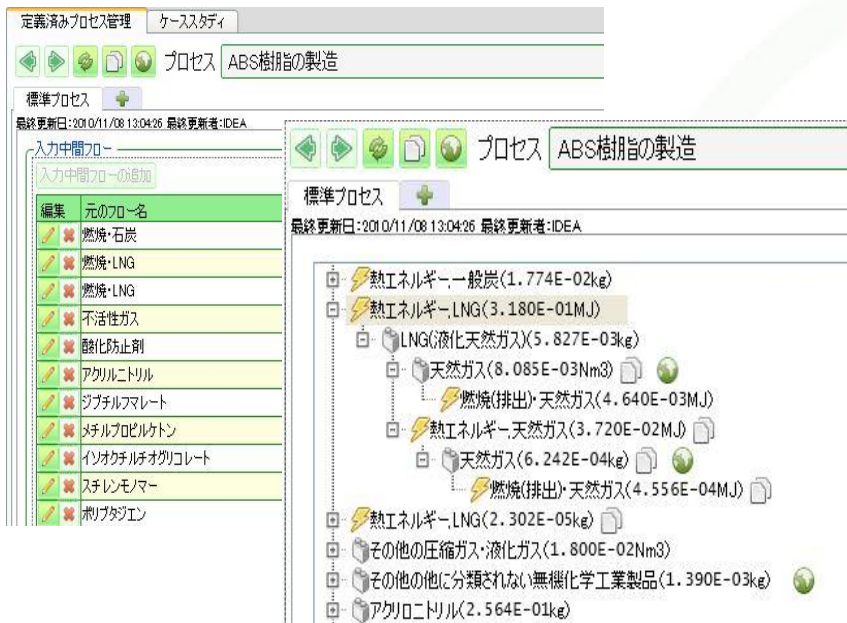 定義済みプロセス管理 ケーススタディ
プロセス ABS樹脂の製造
標準プロセス
最終更新日:2010/11/08 13:04:26 最終更新者:IDEA
入力中間フロー
入力中間フローの追加
編集 元のフロー名
燃焼・石炭
燃焼・LNG
燃焼・LNG
不活性ガス
酸化防止剤
アクリルニトリル
ジブチルフマレート
メチルプロピルケトン
イソオクチルチオグリコレート
スチレンモノマー
ポリブタジエン
プロセス ABS樹脂の製造
標準プロセス
最終更新日:2010/11/08 13:04:26 最終更新者:IDEA
熱エネルギー,一般炭(1.774E-02kg)
熱エネルギー,LNG(3.180E-01MJ)
LNG(液化天然ガス)(5.827E-03kg)
天然ガス(8.085E-03Nm3)
燃焼(排出)・天然ガス(4.640E-03MJ)
熱エネルギー,天然ガス(3.720E-02MJ)
天然ガス(6.242E-04kg)
燃焼(排出)・天然ガス(4.556E-04MJ)
熱エネルギー,LNG(2.302E-05kg)
その他の圧縮ガス・液化ガス(1.800E-02Nm3)
その他の他に分類されない無機化学工業製品(1.390E-03kg)
アクリロニトリル(2.564E-01kg)